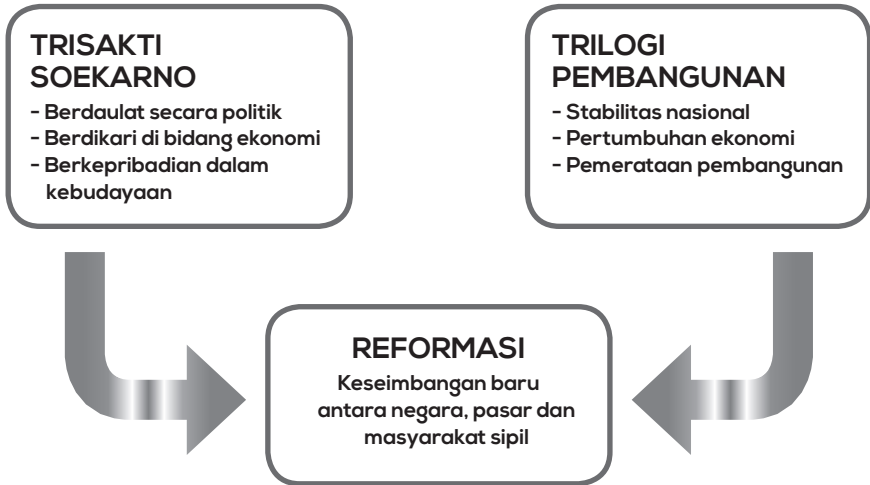 TRISAKTI
SOEKARNO
- Berdaulat secara politik
- Berdikari di bidang ekonomi
- Berkepribadian dalam
kebudayaan
TRILOGI
PEMBANGUNAN
- Stabilitas nasional
- Pertumbuhan ekonomi
- Pemerataan pembangunan
REFORMASI
Keseimbangan baru
antara negara, pasar dan
masyarakat sipil